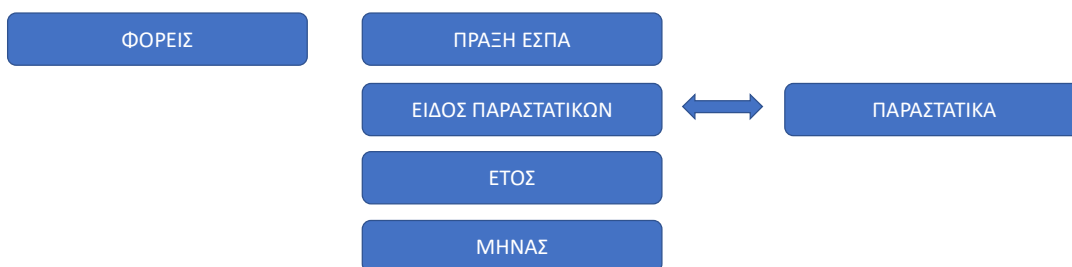 ΦΟΡΕΙΣ
ΠΡΑΞΗ ΕΣΠΑ
ΕΙΔΟΣ ΠΑΡΑΣΤΑΤΙΚΩΝ
ΠΑΡΑΣΤΑΤΙΚΑ
ΕΤΟΣ
ΜΗΝΑΣ